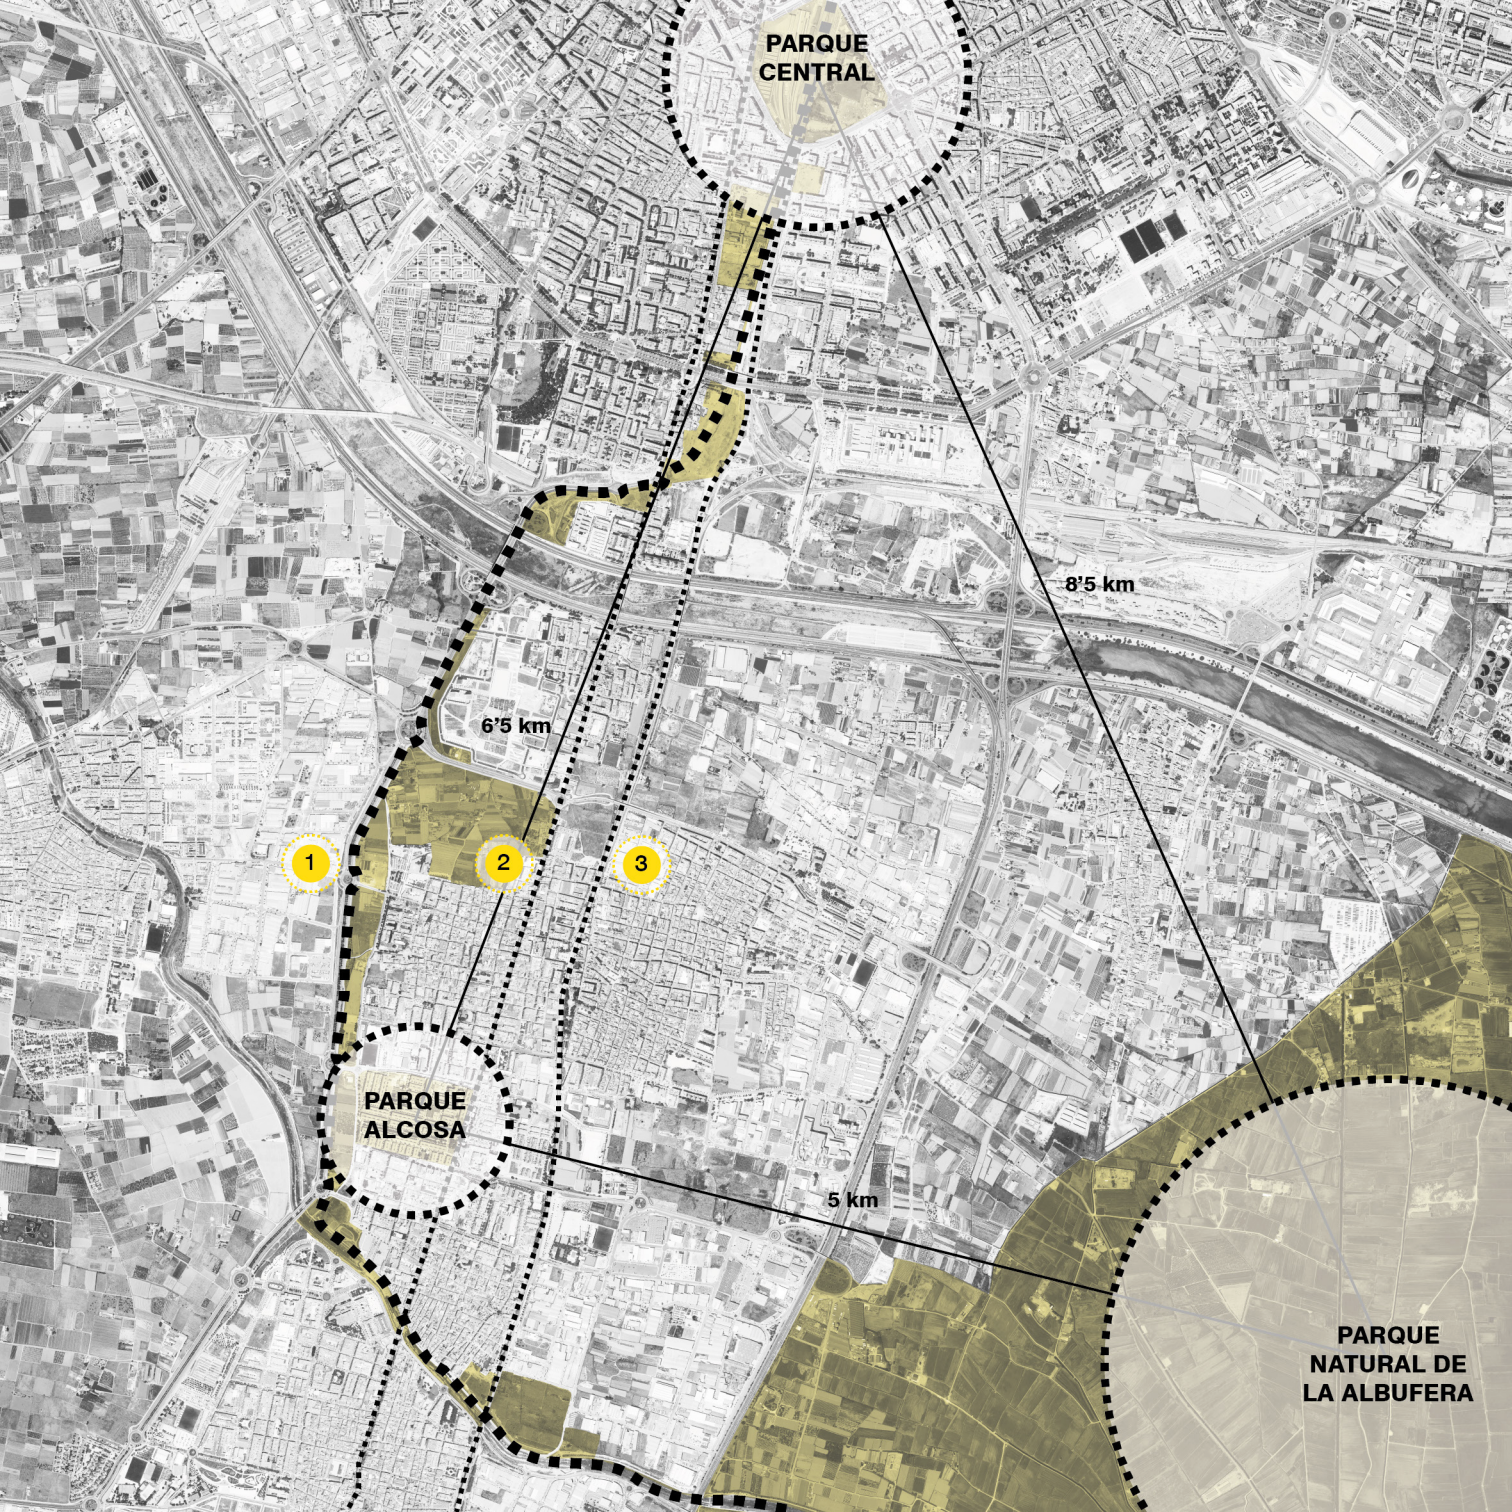 PARQUE
CENTRAL
8’5 km
6’5 km
1
2
3
PARQUE
ALCOSA
5 km
PARQUE
NATURAL DE
LA ALBUFERA